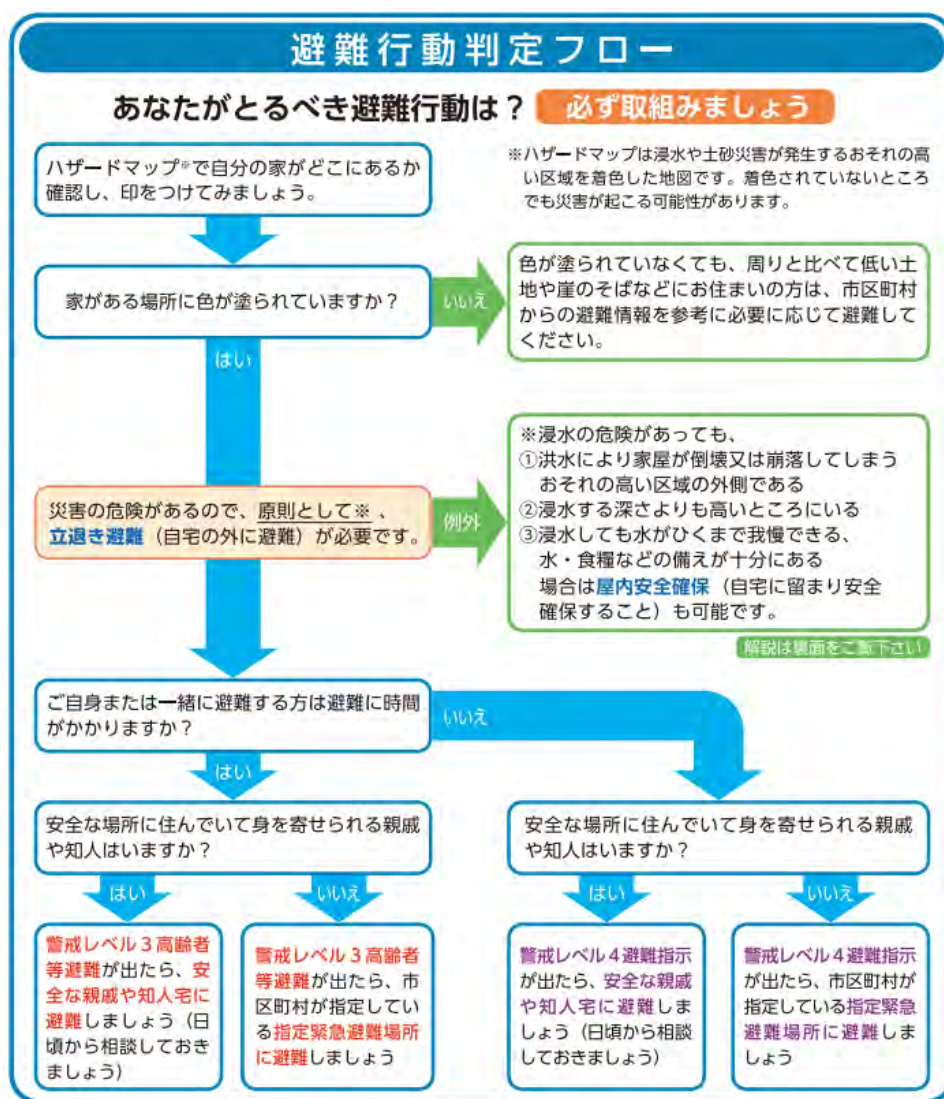 避難行動判定フロー
あなたがとるべき避難行動は？ 必ず取組みましょう
ハザードマップ※で自分の家がどこにあるか
確認し、印をつけてみましょう。
※ハザードマップは浸水や土砂災害が発生するおそれの高
い区域を着色した地図です。着色されていないところ
でも災害が起こる可能性があります。
家がある場所に色が塗られていますか？
いいえ
色が塗られていなくても、周りと比べて低い土
地や崖のそばなどにお住まいの方は、市区町村
からの避難情報を参考に必要に応じて避難して
ください。
はい
災害の危険があるので、原則として※、
立退き避難（自宅の外に避難）が必要です。
例外
※浸水の危険があっても、
①洪水により家屋が倒壊又は崩落してしまう
おそれの高い区域の外側である
②浸水する深さよりも高いところにいる
③浸水しても水がひくまで我慢できる、
水・食糧などの備えが十分にある
場合は屋内安全確保（自宅に留まり安全
確保すること）も可能です。
解説は裏面をご覧下さい
ご自身または一緒に避難する方は避難に時間
がかかりますか？
いいえ
はい
安全な場所に住んでいて身を寄せられる親戚
や知人はいますか？
はい
いいえ
警戒レベル３高齢者
等避難が出たら、安
全な親戚や知人宅に
避難しましょう（日
頃から相談しておき
ましょう）
警戒レベル３高齢者
等避難が出たら、市
区町村が指定してい
る指定緊急避難場所
に避難しましょう
安全な場所に住んでいて身を寄せられる親戚
や知人はいますか？
はい
いいえ
警戒レベル４避難指示
が出たら、安全な親戚
や知人宅に避難しま
しょう（日頃から相談
しておきましょう）
警戒レベル４避難指示
が出たら、市区町村が
指定している指定緊急
避難場所に避難しま
しょう